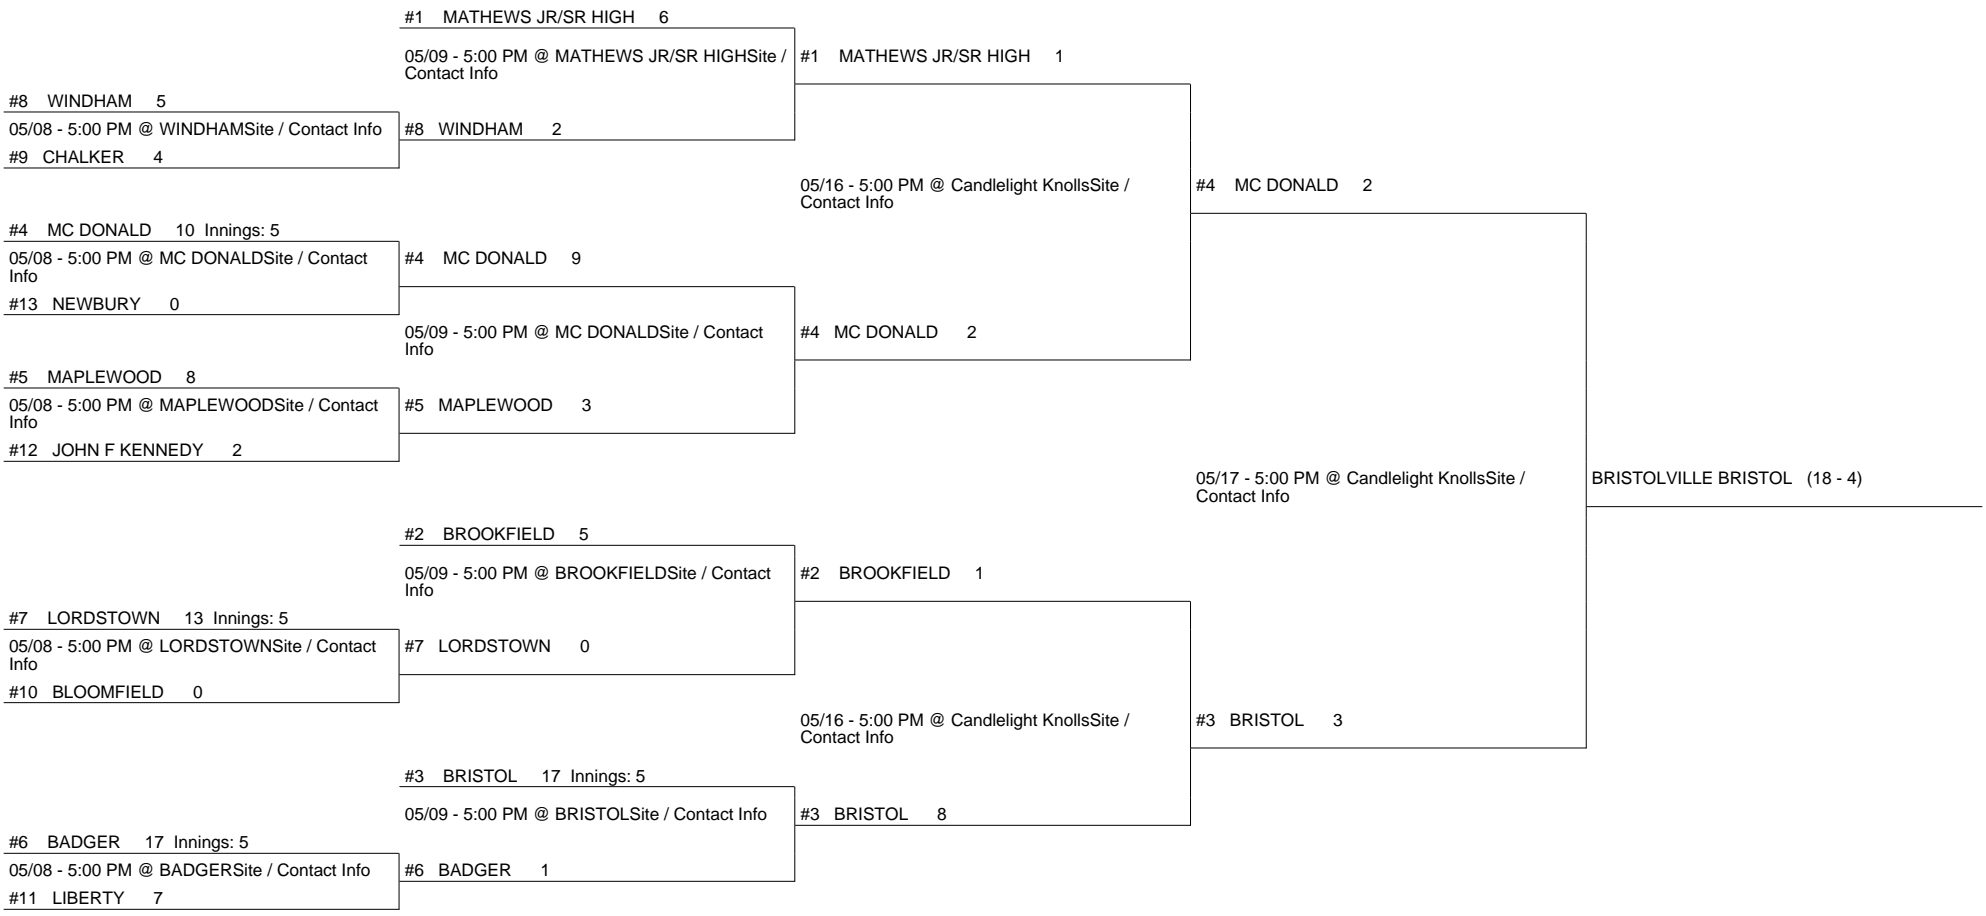 #1 MATHEWS JR/SR HIGH 6
05/09 - 5:00 PM @ MATHEWS JR/SR HIGHSite /
Contact Info
#8 WINDHAM 5
05/08 - 5:00 PM @ WINDHAMSite / Contact Info
#9 CHALKER 4
#8 WINDHAM 2
#1 MATHEWS JR/SR HIGH 1
05/16 - 5:00 PM @ Candlelight KnollsSite /
Contact Info
#4 MC DONALD 10 Innings: 5
05/08 - 5:00 PM @ MC DONALDSite / Contact
Info
#13 NEWBURY 0
#4 MC DONALD 9
05/09 - 5:00 PM @ MC DONALDSite / Contact
Info
#5 MAPLEWOOD 8
05/08 - 5:00 PM @ MAPLEWOODSite / Contact
Info
#12 JOHN F KENNEDY 2
#5 MAPLEWOOD 3
#4 MC DONALD 2
#4 MC DONALD 2
05/17 - 5:00 PM @ Candlelight KnollsSite /
Contact Info
BRISTOLVILLE BRISTOL (18 - 4)
#2 BROOKFIELD 5
05/09 - 5:00 PM @ BROOKFIELDSite / Contact
Info
#7 LORDSTOWN 13 Innings: 5
05/08 - 5:00 PM @ LORDSTOWNSite / Contact
Info
#10 BLOOMFIELD 0
#7 LORDSTOWN 0
#2 BROOKFIELD 1
05/16 - 5:00 PM @ Candlelight KnollsSite /
Contact Info
#3 BRISTOL 3
#3 BRISTOL 17 Innings: 5
05/09 - 5:00 PM @ BRISTOLSite / Contact Info
#3 BRISTOL 8
#6 BADGER 17 Innings: 5
05/08 - 5:00 PM @ BADGERSite / Contact Info
#11 LIBERTY 7
#6 BADGER 1